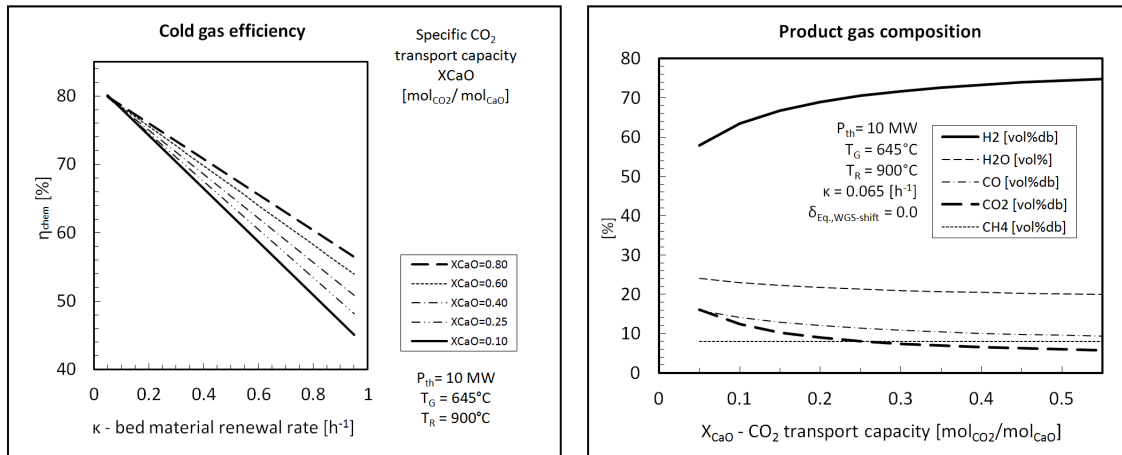 Cold gas efficiency
Specific CO2
transport capacity
XCaO
[molCO2/ molCaO]
80
70
60
50
40
ηchem [%]
0
0.2
0.4
0.6
0.8
1
κ - bed material renewal rate [h-1]
XCaO=0.80
XCaO=0.60
XCaO=0.40
XCaO=0.25
XCaO=0.10
Pth= 10 MW
TG = 645°C
TR = 900°C
Product gas composition
80
70
60
50
40
30
20
10
0
[%]
Pth= 10 MW
TG = 645°C
TR = 900°C
κ = 0.065 [h-1]
δEq.,WGS-shift = 0.0
H2 [vol%db]
H2O [vol%]
CO [vol%db]
CO2 [vol%db]
CH4 [vol%db]
0
0.1
0.2
0.3
0.4
0.5
XCaO - CO2 transport capacity [molCO2/molCaO]